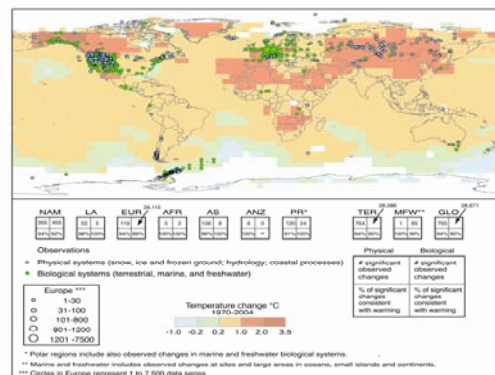 NAM LA EUR AFR AS ANZ PR* TER MFW** GLO
28,115 28,586 28,671
355 455 53 5 119 5 2 106 8 6 0 120 24 764 1 85 765
94% 92% 98% 100% 94% 89% 100% 100% 96% 100% 100% – 91% 100% 94% 90% 100% 99% 94% 90%
Observations
Physical systems (snow, ice and frozen ground; hydrology; coastal processes)
Biological systems (terrestrial, marine, and freshwater)
Physical Biological
# significant observed changes
# significant observed changes
% of significant changes consistent with warming
% of significant changes consistent with warming
Europe ***
1-30
31-100
101-800
801-1200
1201 -7500
Temperature change °C
1970-2004
-1.0 -0.2 0.2 1.0 2.0 3.5
* Polar regions include also observed changes in marine and freshwater biological systems.
** Marine and freshwater includes observed changes at sites and large areas in oceans, small islands and continents.
*** Circles in Europe represent 1 to 7,500 data series.